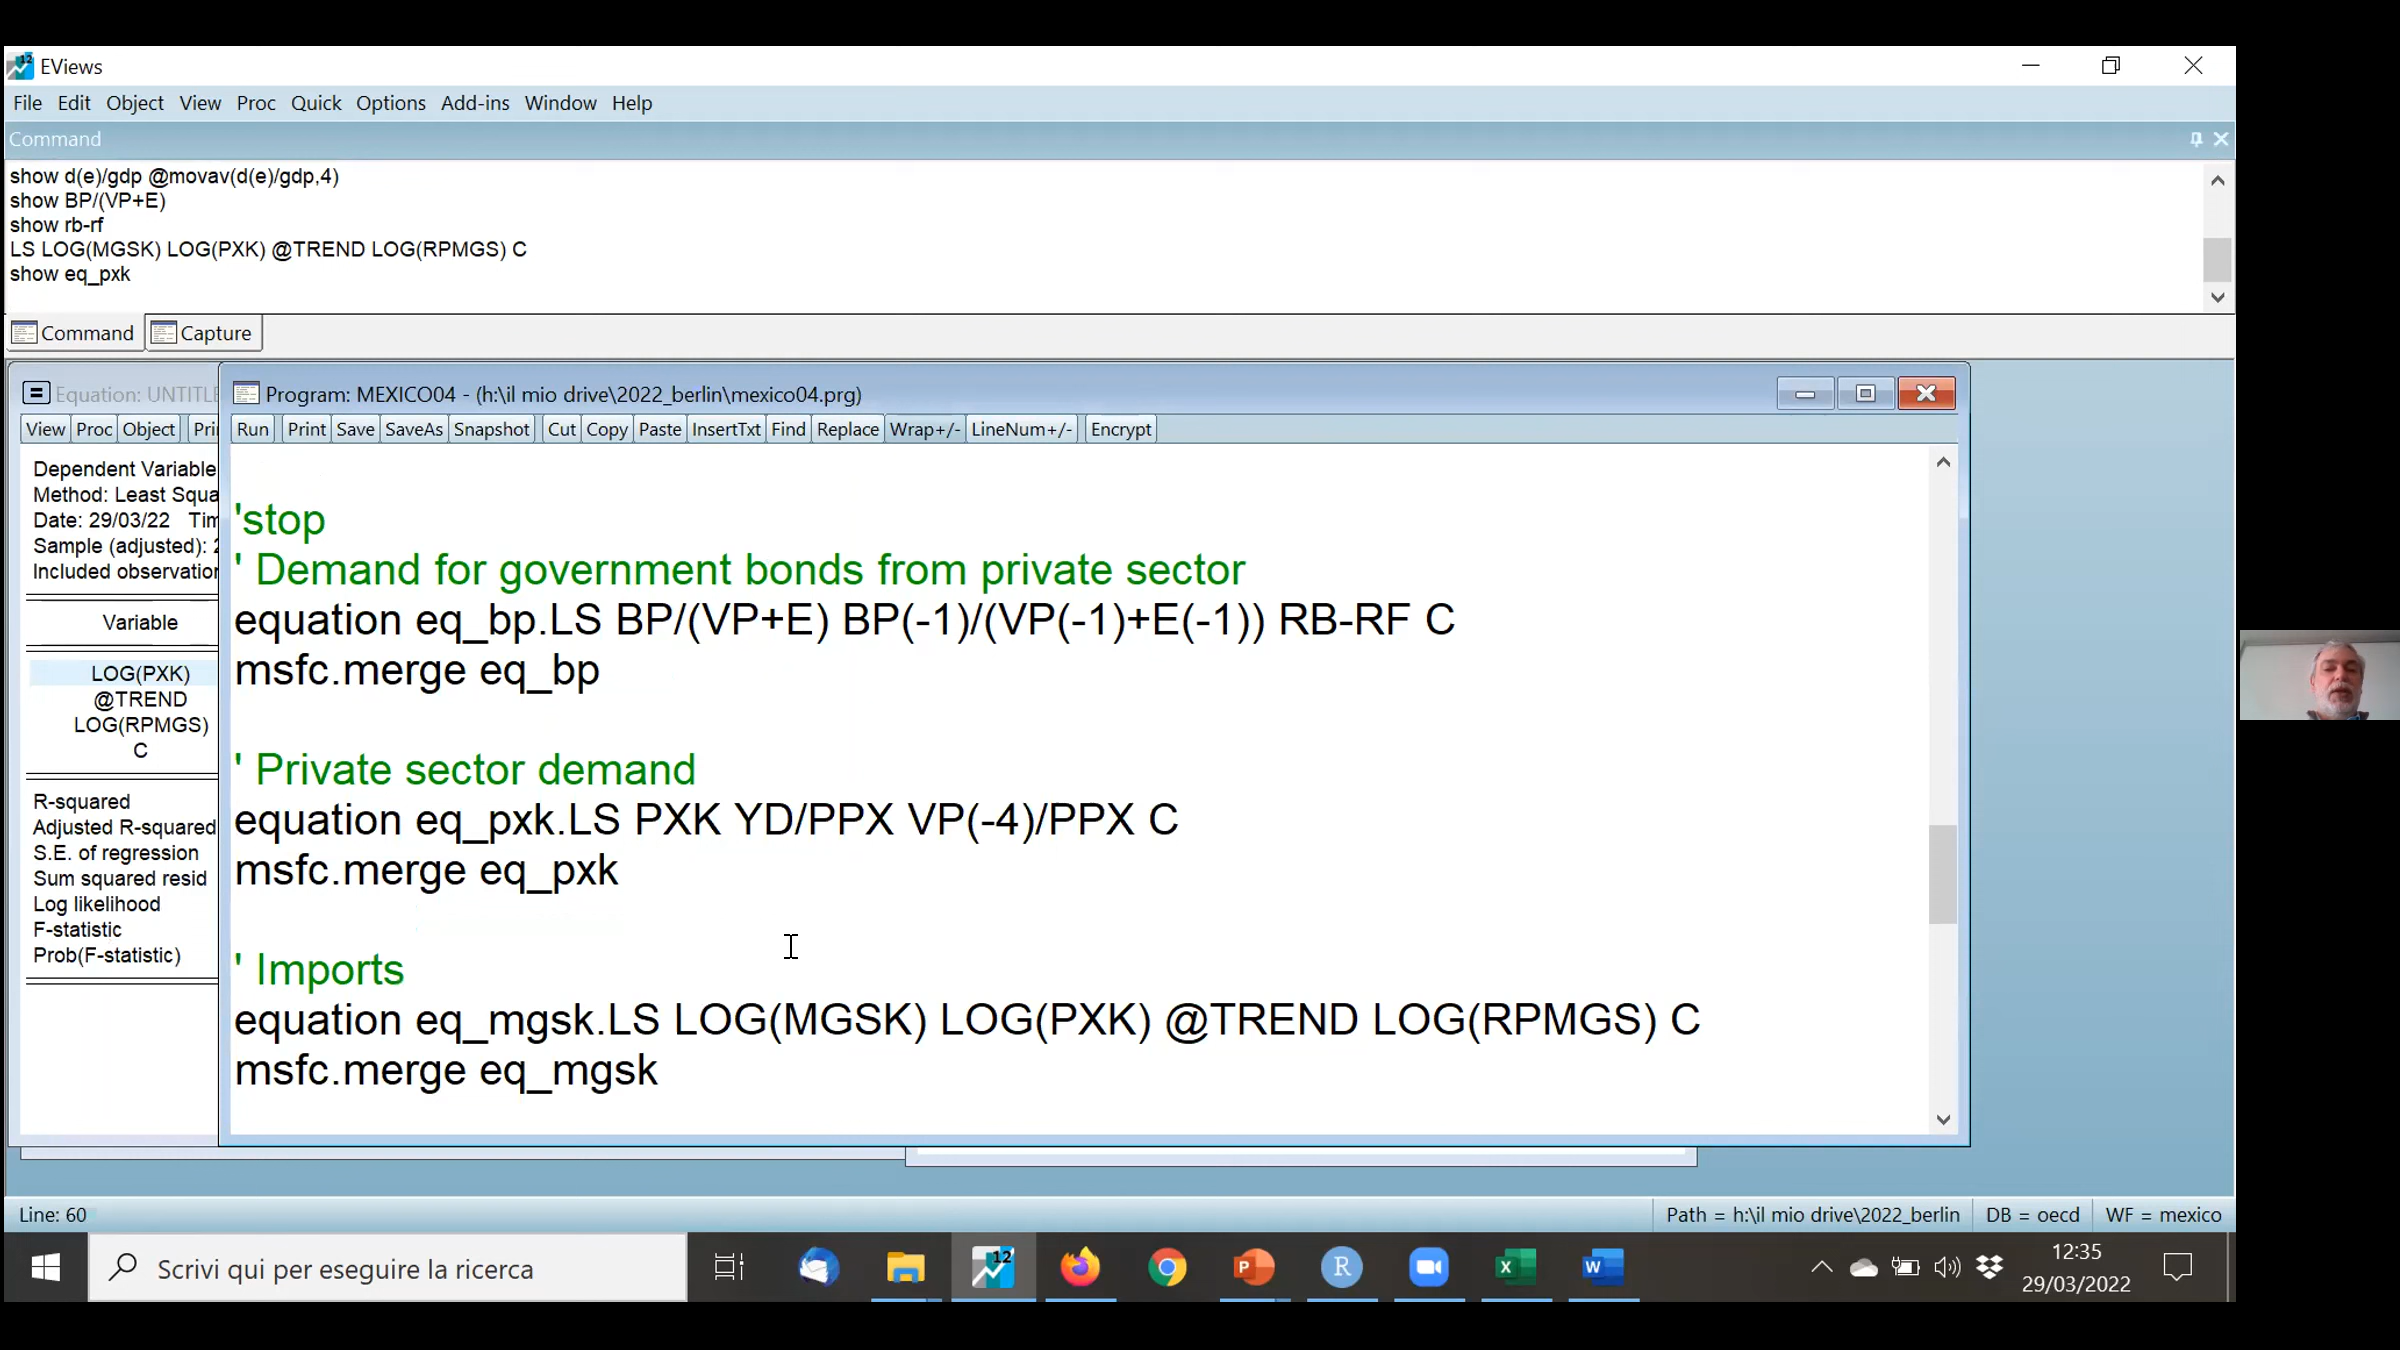 EViews
File Edit Object View Proc Quick Options Add-ins Window Help
Command
show d(e)/gdp @movav(d(e)/gdp,4)
show BP/(VP+E)
show rb-rf
LS LOG(MGSK) LOG(PXK) @TREND LOG(RPMGS) C
show eq_pxk
Command Capture
Equation: UNTITLE
View Proc Object Pri
Dependent Variable
Method: Least Squa
Date: 29/03/22 Tim
Sample (adjusted): 2
Included observation
Variable
LOG(PXK)
@TREND
LOG(RPMGS)
C
R-squared
Adjusted R-squared
S.E. of regression
Sum squared resid
Log likelihood
F-statistic
Prob(F-statistic)
Program: MEXICO04 - (h:\il mio drive\2022_berlin\mexico04.prg)
Run Print Save SaveAs Snapshot Cut Copy Paste InsertTxt Find Replace Wrap+/- LineNum+/- Encrypt
'stop
' Demand for government bonds from private sector
equation eq_bp.LS BP/(VP+E) BP(-1)/(VP(-1)+E(-1)) RB-RF C
msfc.merge eq_bp
' Private sector demand
equation eq_pxk.LS PXK YD/PPX VP(-4)/PPX C
msfc.merge eq_pxk
' Imports
equation eq_mgsk.LS LOG(MGSK) LOG(PXK) @TREND LOG(RPMGS) C
msfc.merge eq_mgsk
Line: 60
Path = h:\il mio drive\2022_berlin DB = oecd WF = mexico
Scrivi qui per eseguire la ricerca
12
P
R
X
W
12:35
29/03/2022